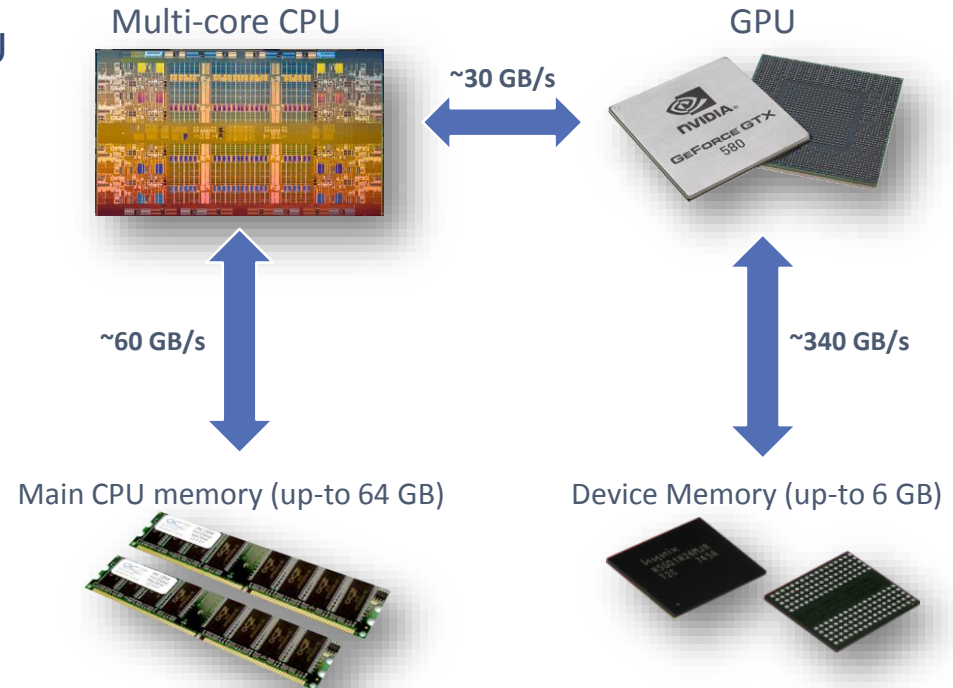 U
Multi-core CPU
GPU
~30 GB/s
NVIDIA®
GEFORCE GTX
580
~60 GB/s
~340 GB/s
Main CPU memory (up-to 64 GB)
Device Memory (up-to 6 GB)
hynix